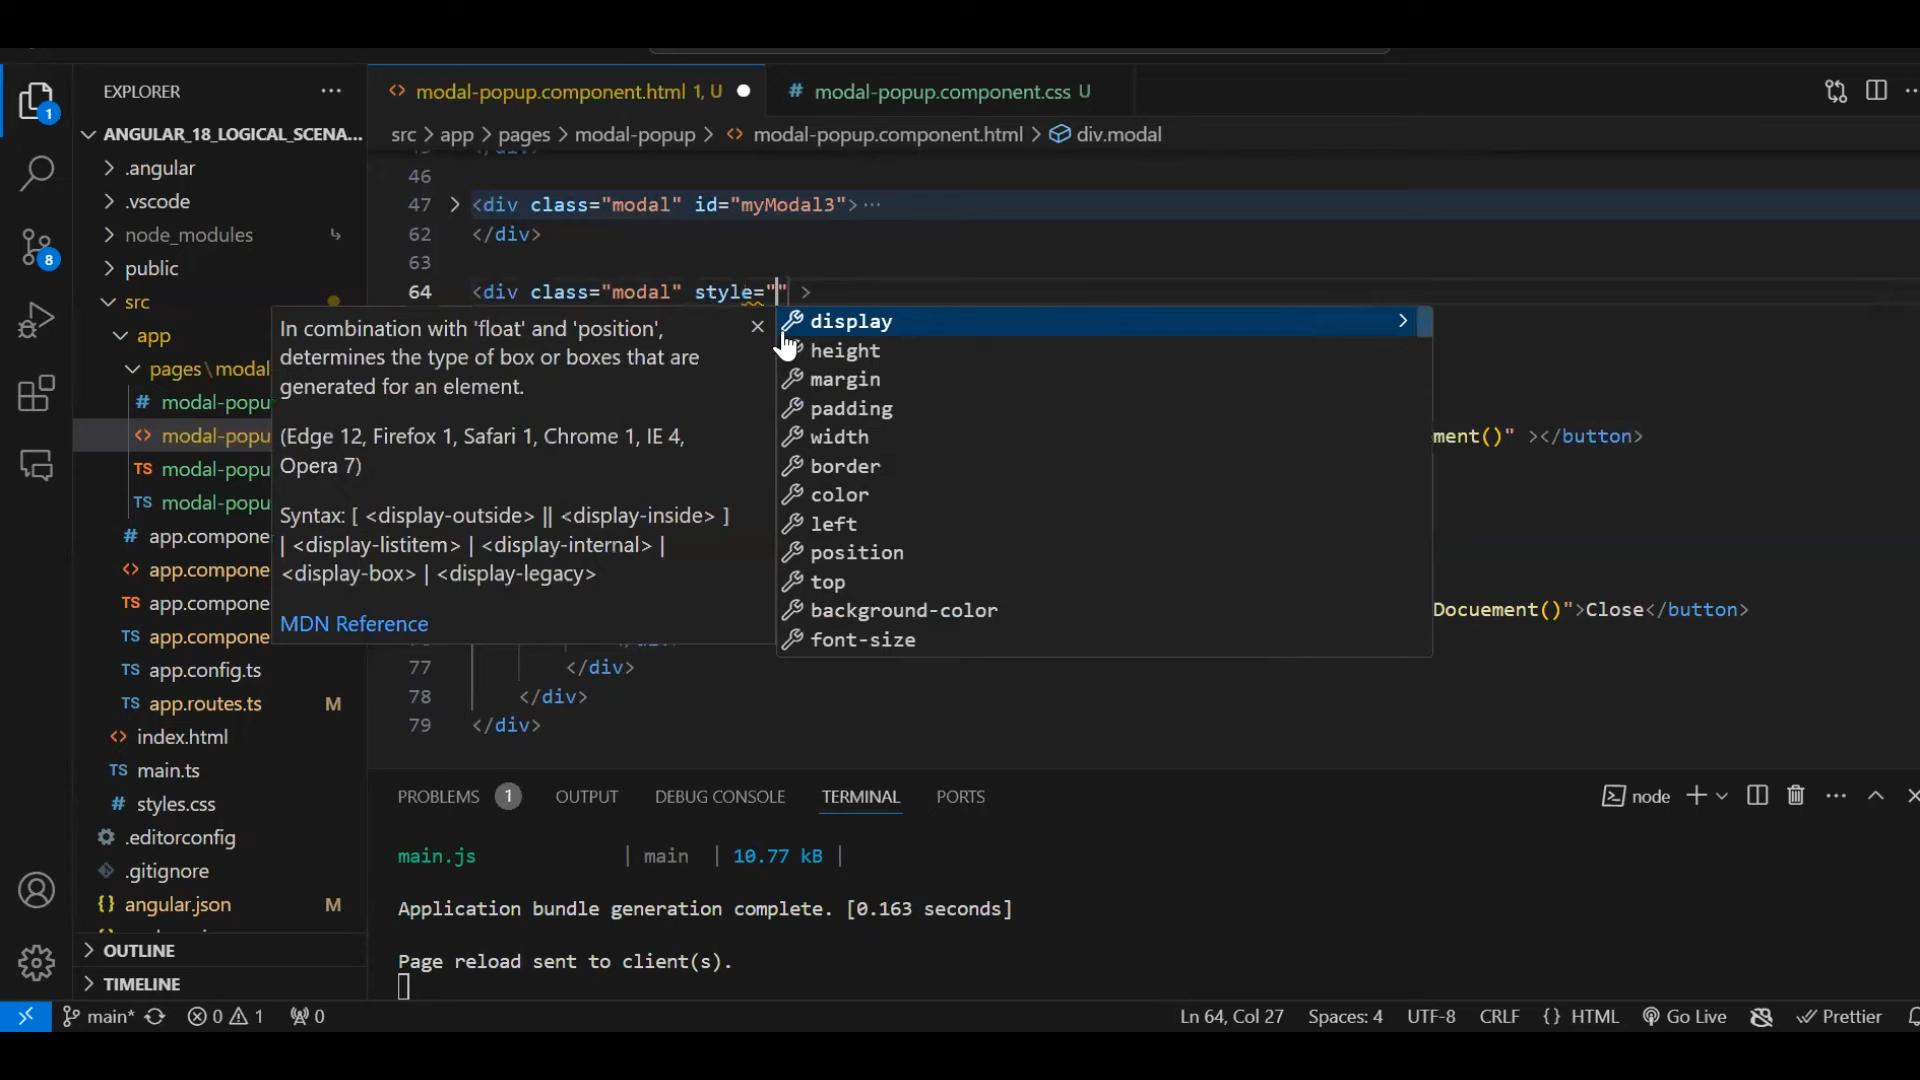 EXPLORER
ANGULAR_18_LOGICAL_SCENA...
.angular
.vscode
node_modules
public
src
app
pages\modal
modal-popu
modal-popu
modal-popu
modal-popu
app.compone
app.compone
app.compone
app.compone
app.config.ts
app.routes.ts M
index.html
main.ts
styles.css
.editorconfig
.gitignore
angular.json M
OUTLINE
TIMELINE
1
8
modal-popup.component.html 1, U
modal-popup.component.css U
src > app > pages > modal-popup > modal-popup.component.html > div.modal
46
47 <div class="modal" id="myModal3">···
62 </div>
63
64 <div class="modal" style="" >
In combination with 'float' and 'position',
determines the type of box or boxes that are
generated for an element.
(Edge 12, Firefox 1, Safari 1, Chrome 1, IE 4,
Opera 7)
Syntax: [ <display-outside> || <display-inside> ]
| <display-listitem> | <display-internal> |
<display-box> | <display-legacy>
MDN Reference
display
height
margin
padding
width
border
color
left
position
top
background-color
font-size
ment()" ></button>
Docuement()">Close</button>
77 </div>
78 </div>
79 </div>
PROBLEMS 1 OUTPUT DEBUG CONSOLE TERMINAL PORTS
node
main.js | main | 10.77 kB |
Application bundle generation complete. [0.163 seconds]
Page reload sent to client(s).
main* 0 1 0
Ln 64, Col 27 Spaces: 4 UTF-8 CRLF {} HTML Go Live Prettier